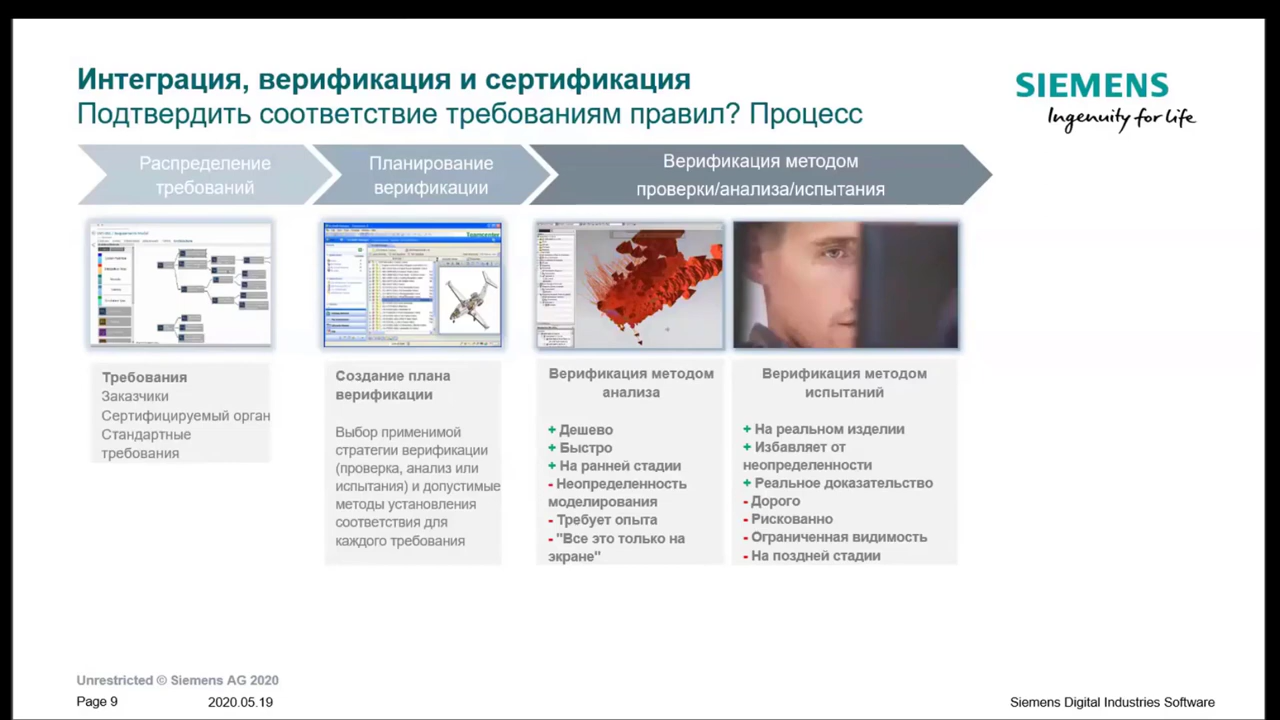 Интеграция, верификация и сертификация
Подтвердить соответствие требованиям правил? Процесс
SIEMENS
Ingenuity for life
Распределение
требований
Планирование
верификации
Верификация методом
проверки/анализа/испытания
Требования
Заказчики
Сертифицируемый орган
Стандартные
требования
Создание плана
верификации
Выбор применимой
стратегии верификации
(проверка, анализ или
испытания) и допустимые
методы установления
соответствия для
каждого требования
Верификация методом
анализа
+ Дешево
+ Быстро
+ На ранней стадии
- Неопределенность
моделирования
- Требует опыта
- "Все это только на
экране"
Верификация методом
испытаний
+ На реальном изделии
+ Избавляет от
неопределенности
+ Реальное доказательство
- Дорого
- Рискованно
- Ограниченная видимость
- На поздней стадии
Unrestricted © Siemens AG 2020
Page 9
2020.05.19
Siemens Digital Industries Software